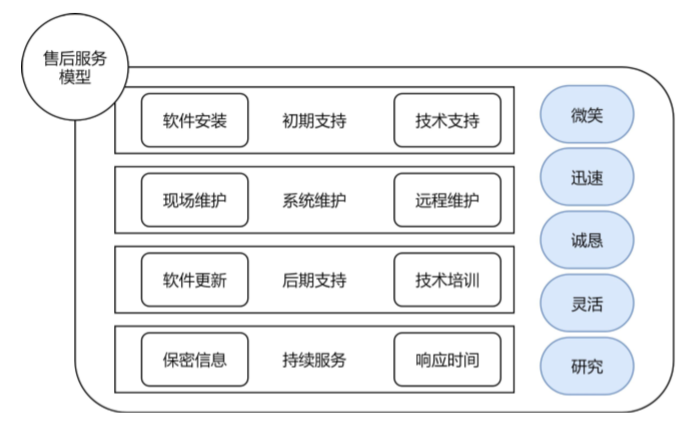 售后服务
模型
软件安装 初期支持 技术支持
现场维护 系统维护 远程维护
软件更新 后期支持 技术培训
保密信息 持续服务 响应时间
微笑
迅速
诚恳
灵活
研究